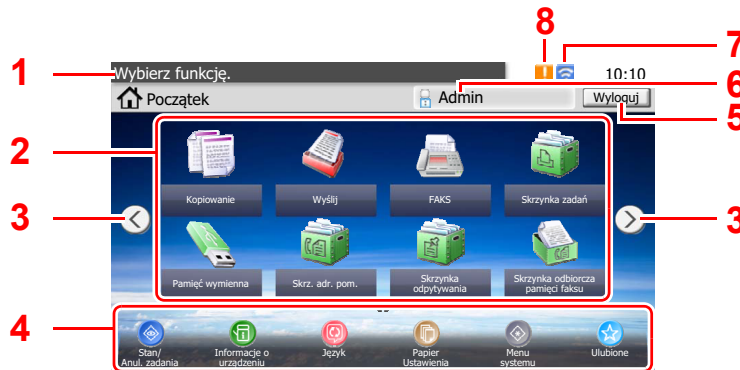 8
7
1
Wybierz funkcję.
10:10
6
Początek
Admin
Wyloguj
5
2
Kopiowanie
Wyślij
FAKS
Skrzynka zadań
3
3
Pamięć wymienna
Skrz. adr. pom.
Skrzynka
odpytywania
Skrzynka odbiorcza
pamięci faksu
4
Stan/
Anul. zadania
Informacje o
urządzeniu
Język
Papier
Ustawienia
Menu
systemu
Ulubione